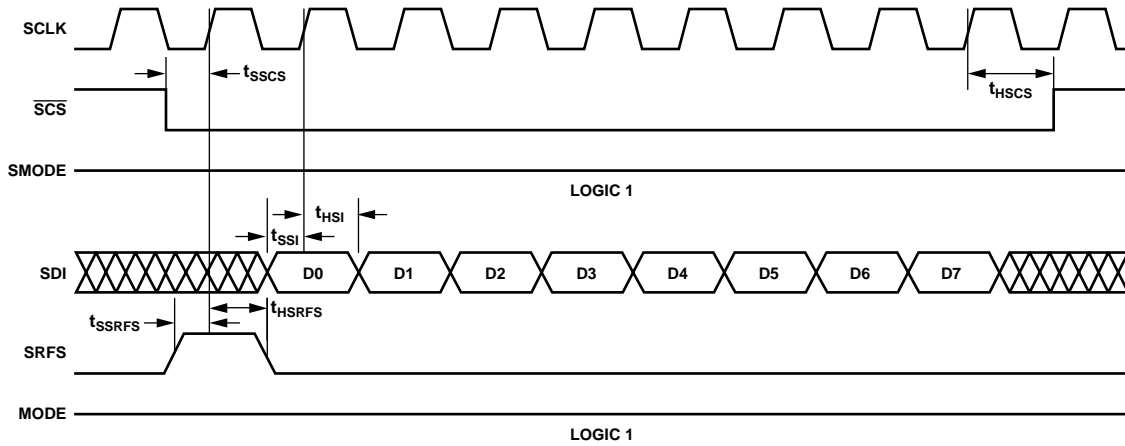 SCLK
tSSCS
tHSCS
SCS
SMODE
LOGIC 1
tHSI
tSSI
SDI
D0 D1 D2 D3 D4 D5 D6 D7
tHSRFS
tSSRFS
SRFS
MODE
LOGIC 1